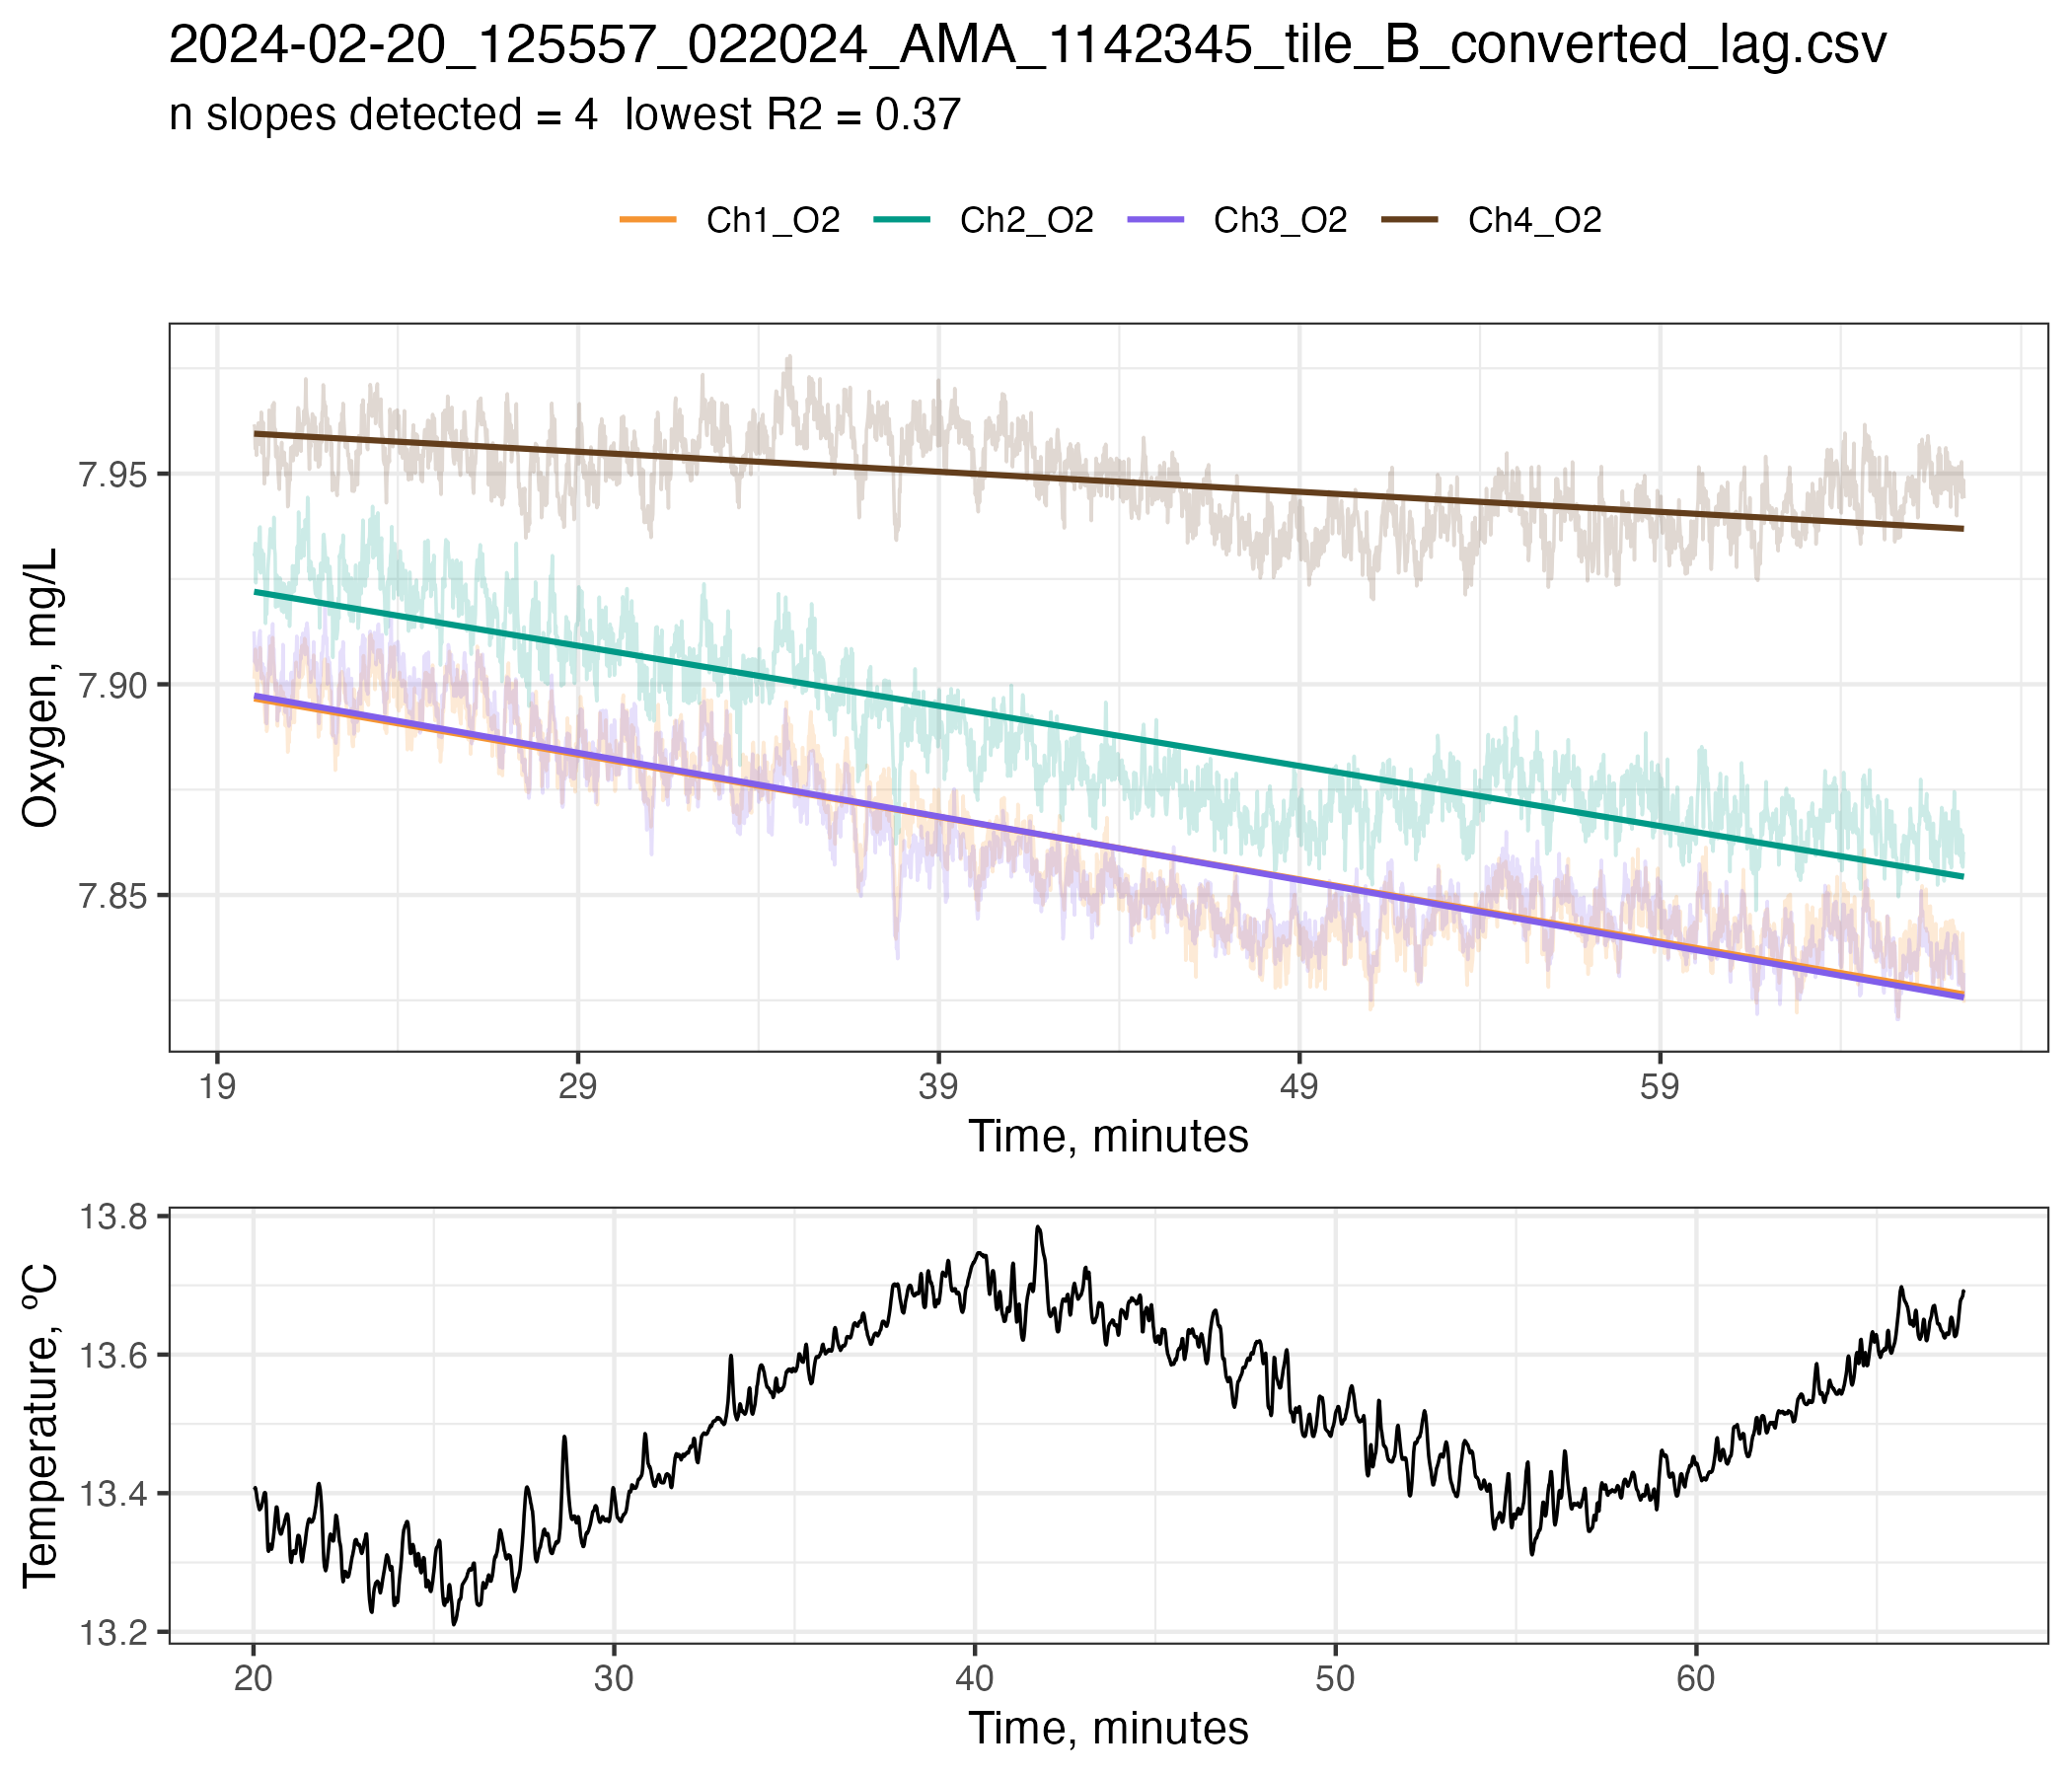 2024-02-20_125557_022024_AMA_1142345_tile_B_converted_lag.csv
n slopes detected = 4  lowest R2 = 0.37
Ch1_O2 Ch2_O2 Ch3_O2 Ch4_O2
Oxygen, mg/L
7.95
7.90
7.85
19 29 39 49 59
Time, minutes
Temperature, ºC
13.8
13.6
13.4
13.2
20 30 40 50 60
Time, minutes